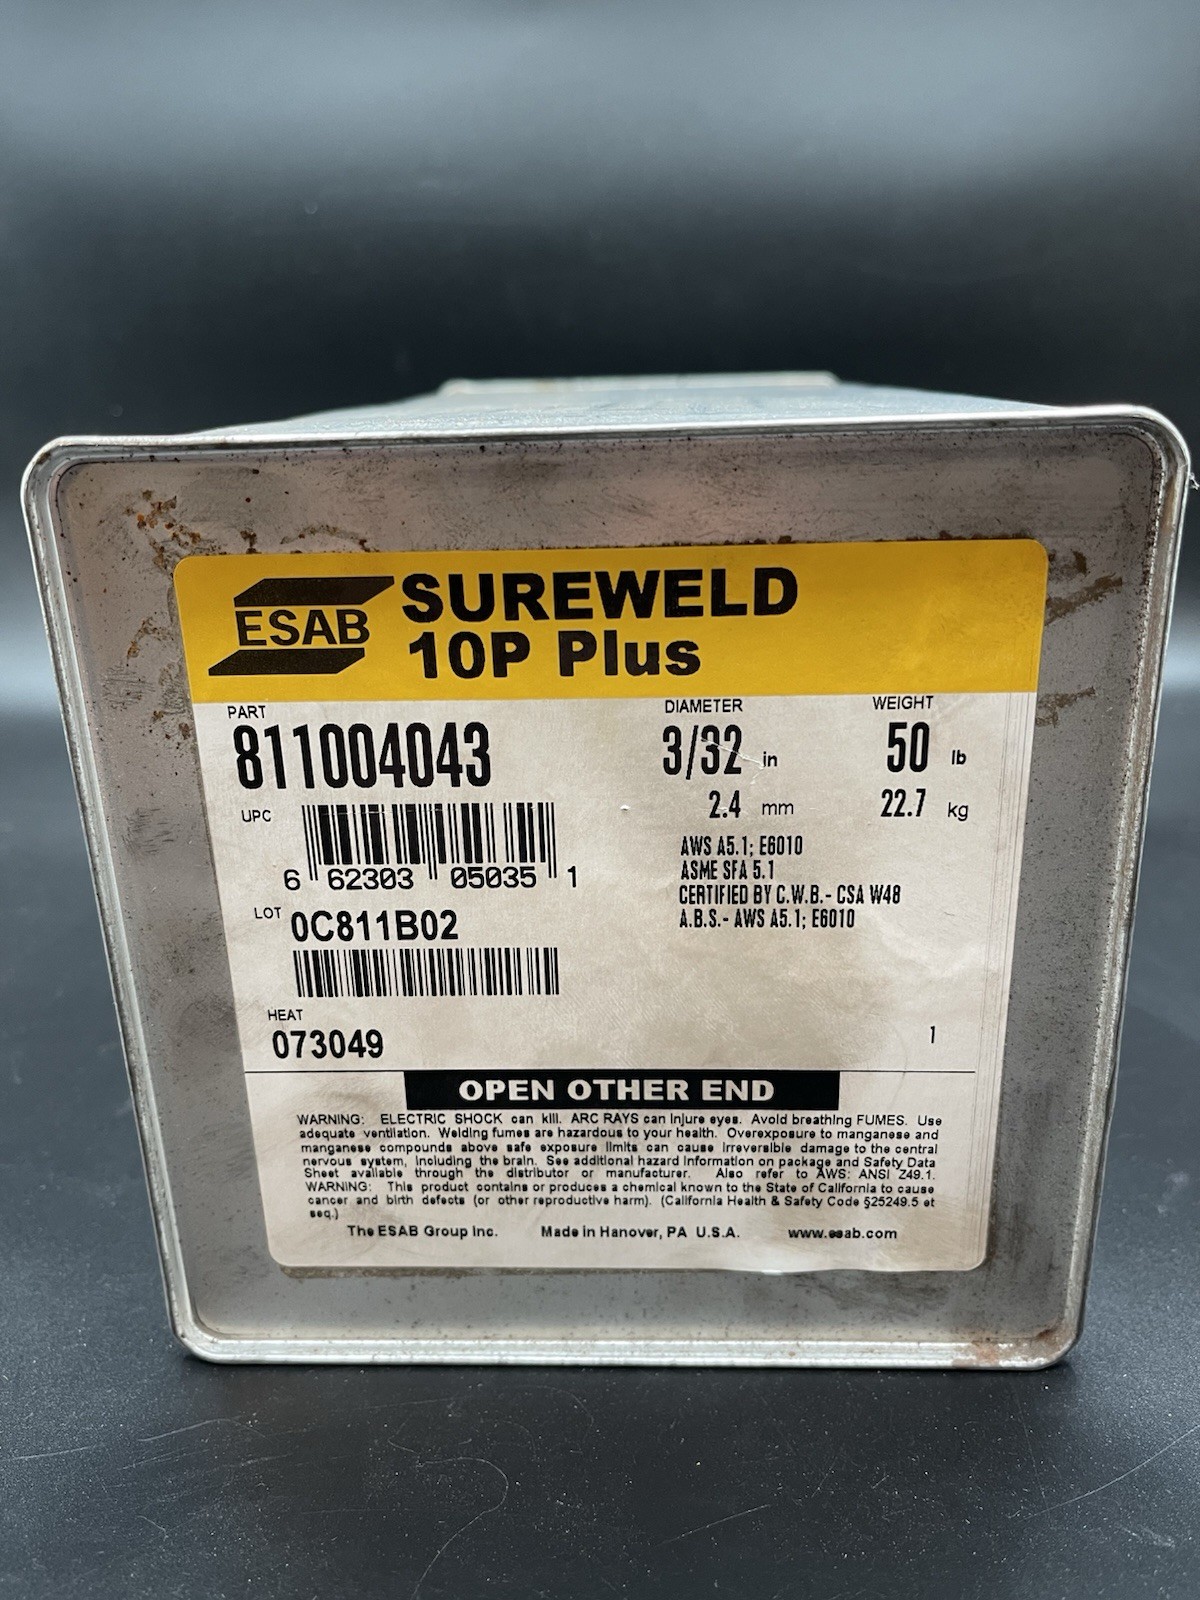 ESAB
SUREWELD
10P Plus
PART
811004043
DIAMETER
3/32 in
2.4 mm
WEIGHT
50 lb
22.7 kg
UPC
6 62303 05035 1
AWS A5.1; E6010
ASME SFA 5.1
CERTIFIED BY C.W.B.- CSA W48
A.B.S.- AWS A5.1; E6010
LOT 0C811B02
HEAT
073049
1
OPEN OTHER END
WARNING: ELECTRIC SHOCK can kill. ARC RAYS can injure eyes. Avoid breathing FUMES. Use
adequate ventilation. Welding fumes are hazardous to your health. Overexposure to manganese and
manganese compounds above safe exposure limits can cause irreversible damage to the central
nervous system, including the brain. See additional hazard information on package and Safety Data
Sheet available through the distributor or manufacturer. Also refer to AWS: ANSI Z49.1.
WARNING: This product contains or produces a chemical known to the State of California to cause
cancer and birth defects (or other reproductive harm). (California Health & Safety Code §25249.5 et
seq.)
The ESAB Group Inc. Made in Hanover, PA U.S.A. www.esab.com